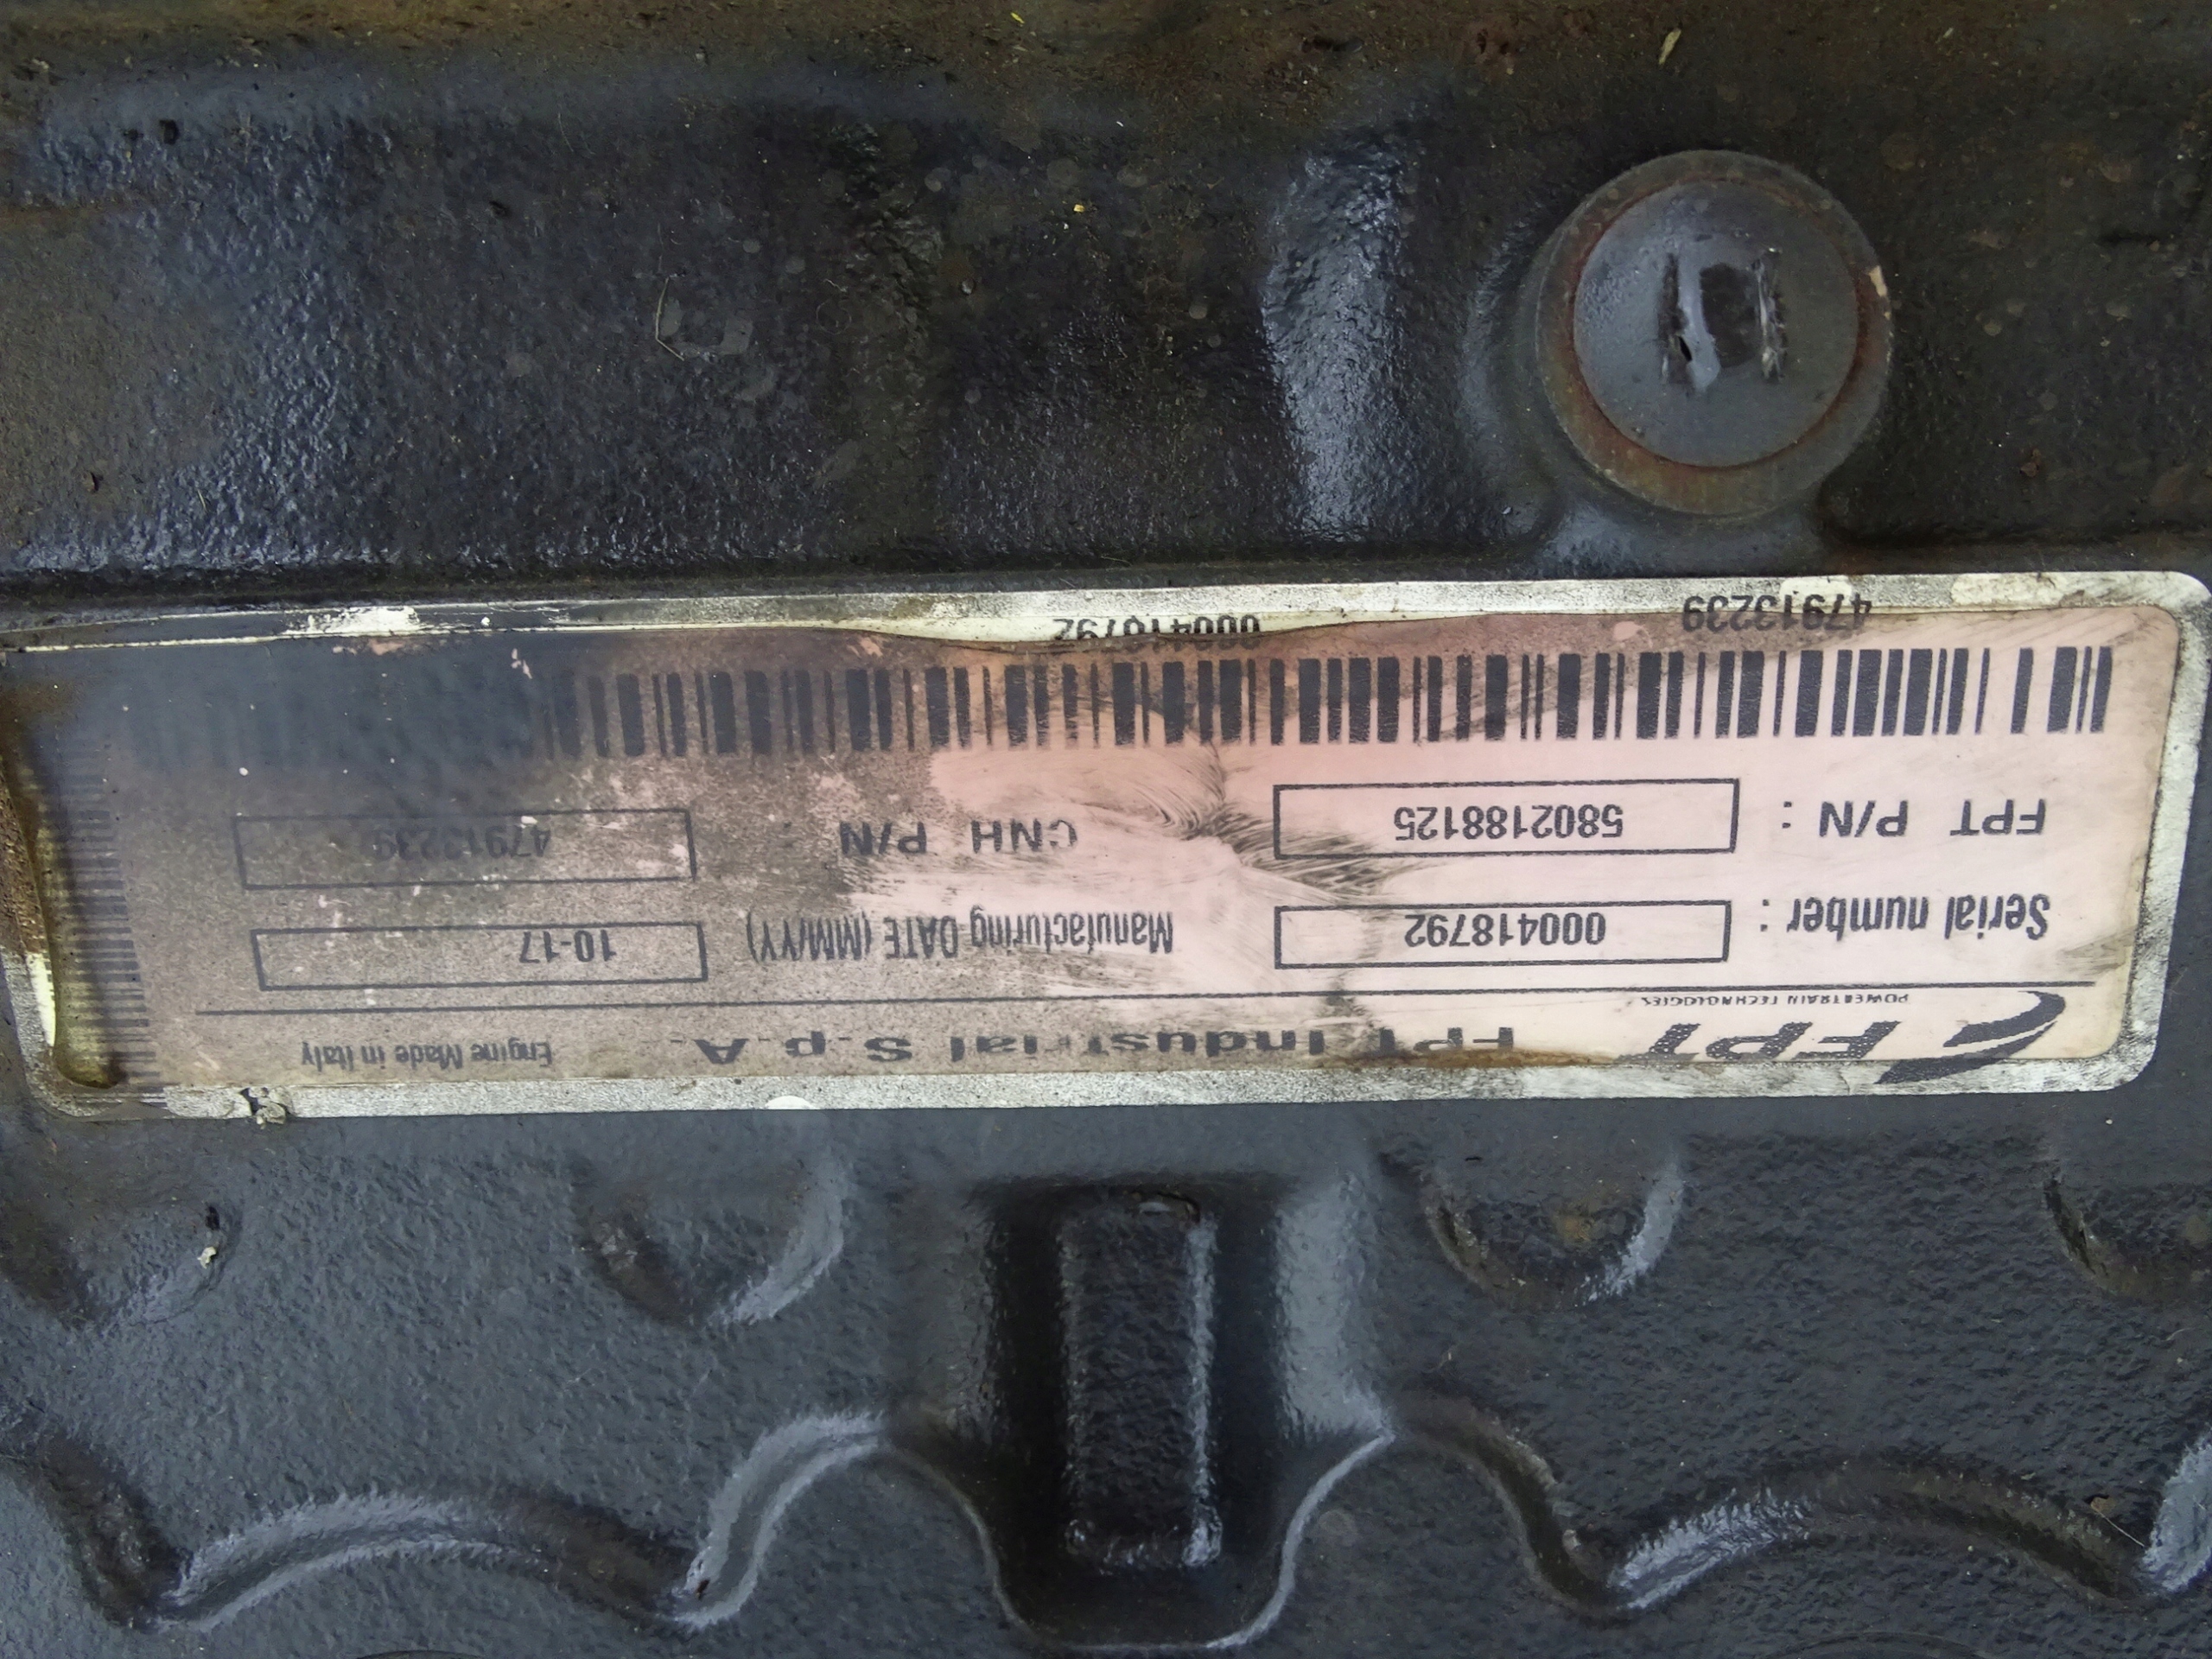 FPT FPT Industrial S.p.A. Engine Made in Italy
POWERTRAIN TECHNOLOGIES
Serial number : 000418792 Manufacturing DATE (MM/YY) 10-17
FPT P/N : 5802188125 CNH P/N : 47913239
47913239 000418792